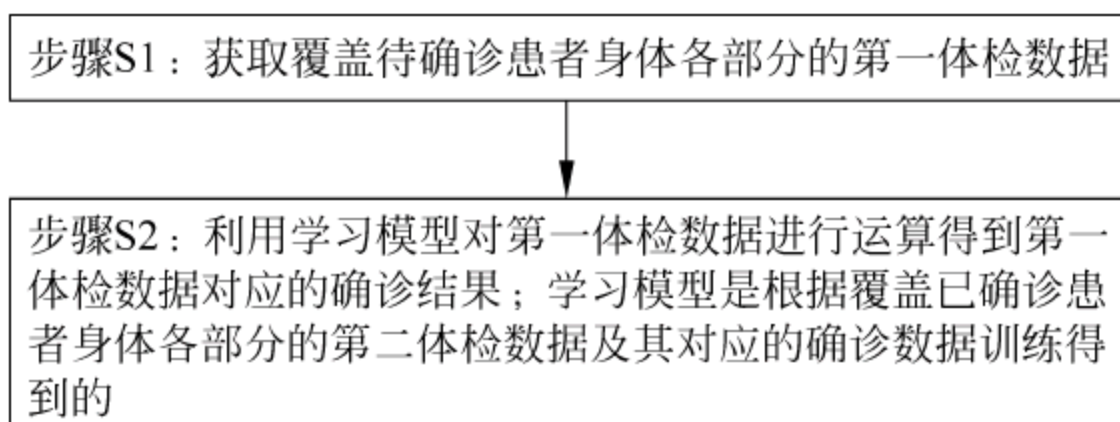 步骤S1：获取覆盖待确诊患者身体各部分的第一体检数据
步骤S2：利用学习模型对第一体检数据进行运算得到第一
体检数据对应的确诊结果；学习模型是根据覆盖已确诊患
者身体各部分的第二体检数据及其对应的确诊数据训练得
到的